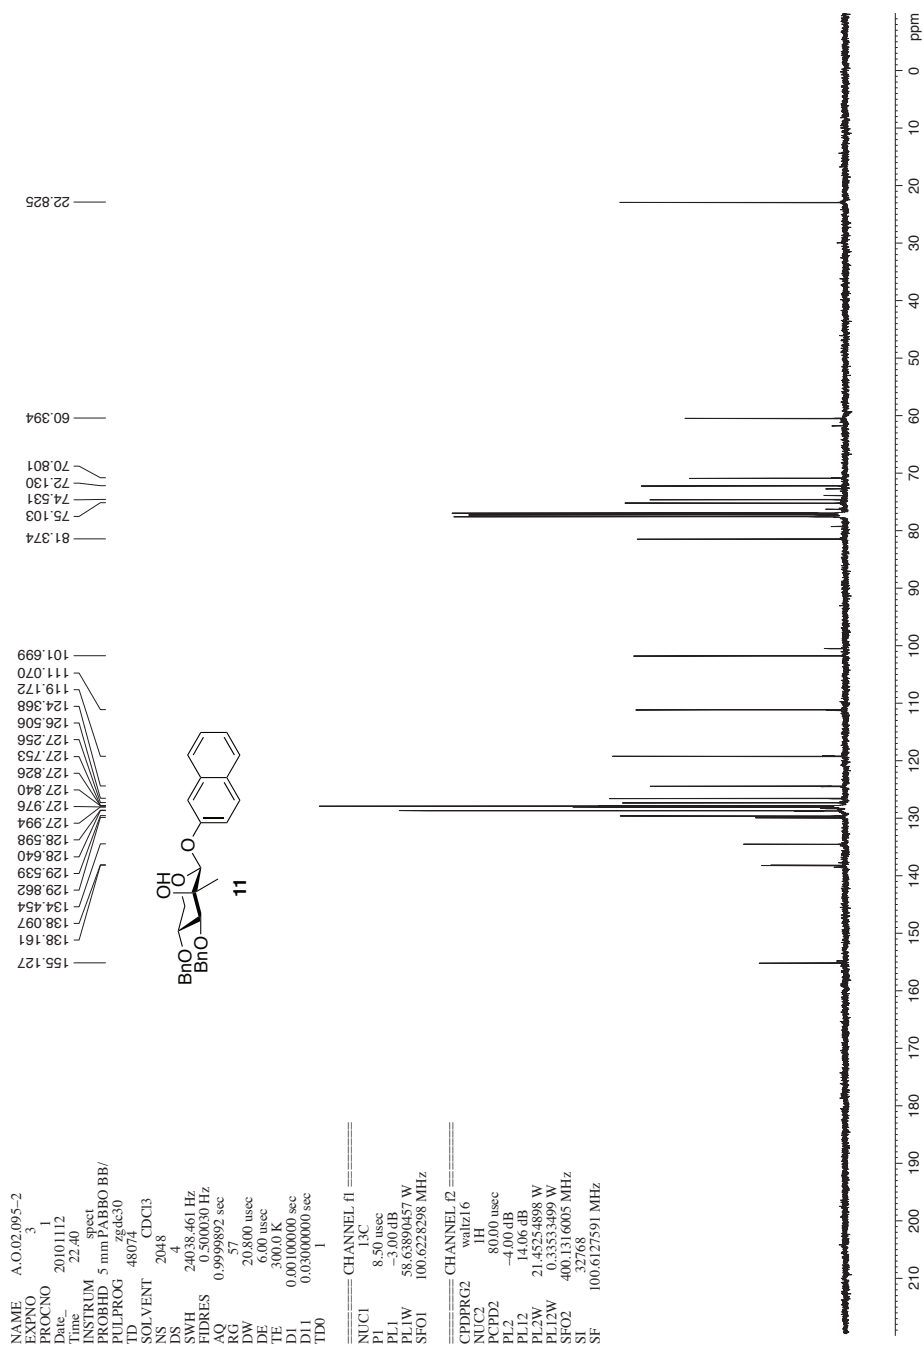 NAME A.O.02.095-2
EXPNO 3
PROCNO 1
Date_ 20101112
Time 22.40
INSTRUM spect
PROBHD 5 mm PABBO BB/
PULPROG zgdc30
TD 48074
SOLVENT CDCl3
NS 2048
DS 4
SWH 24038.461 Hz
FIDRES 0.500030 Hz
AQ 0.9999892 sec
RG 57
DW 20.800 usec
DE 6.00 usec
TE 300.0 K
D1 0.00100000 sec
D11 0.03000000 sec
TD0 1
======== CHANNEL f1 ========
NUC1 13C
P1 8.50 usec
PL1 -3.00 dB
PL1W 58.63890457 W
SFO1 100.6228298 MHz
======== CHANNEL f2 ========
CPDPRG2 waltz16
NUC2 1H
PCPD2 80.00 usec
PL2 -4.00 dB
PL12 14.06 dB
PL2W 21.45254898 W
PL12W 0.33533499 W
SFO2 400.1316005 MHz
SI 32768
SF 100.6127591 MHz
155.127
138.161
138.097
134.454
129.862
129.539
128.640
128.598
127.994
127.976
127.840
127.826
127.753
127.256
126.506
124.368
119.172
111.070
101.699
81.374
75.103
74.531
72.130
70.801
60.394
22.825
OH
O
BnO
BnO
O
11
210 200 190 180 170 160 150 140 130 120 110 100 90 80 70 60 50 40 30 20 10 0 ppm